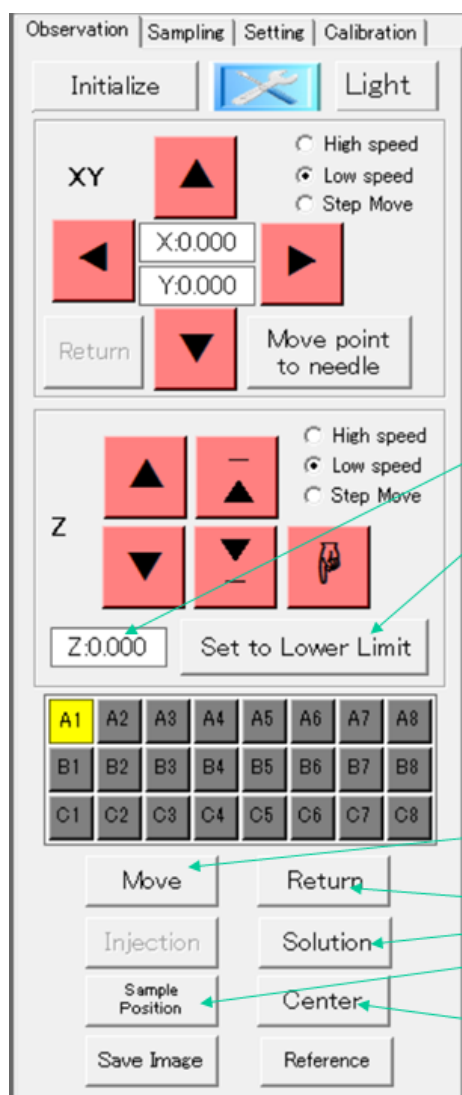 Observation Sampling Setting Calibration
Initialize Light
High speed
XY Low speed
Step Move
X:0.000
Y:0.000
Return Move point
to needle
High speed
Low speed
Step Move
Z
Z:0.000 Set to Lower Limit
A1 A2 A3 A4 A5 A6 A7 A8
B1 B2 B3 B4 B5 B6 B7 B8
C1 C2 C3 C4 C5 C6 C7 C8
Move Return
Injection Solution
Sample
Position Center
Save Image Reference